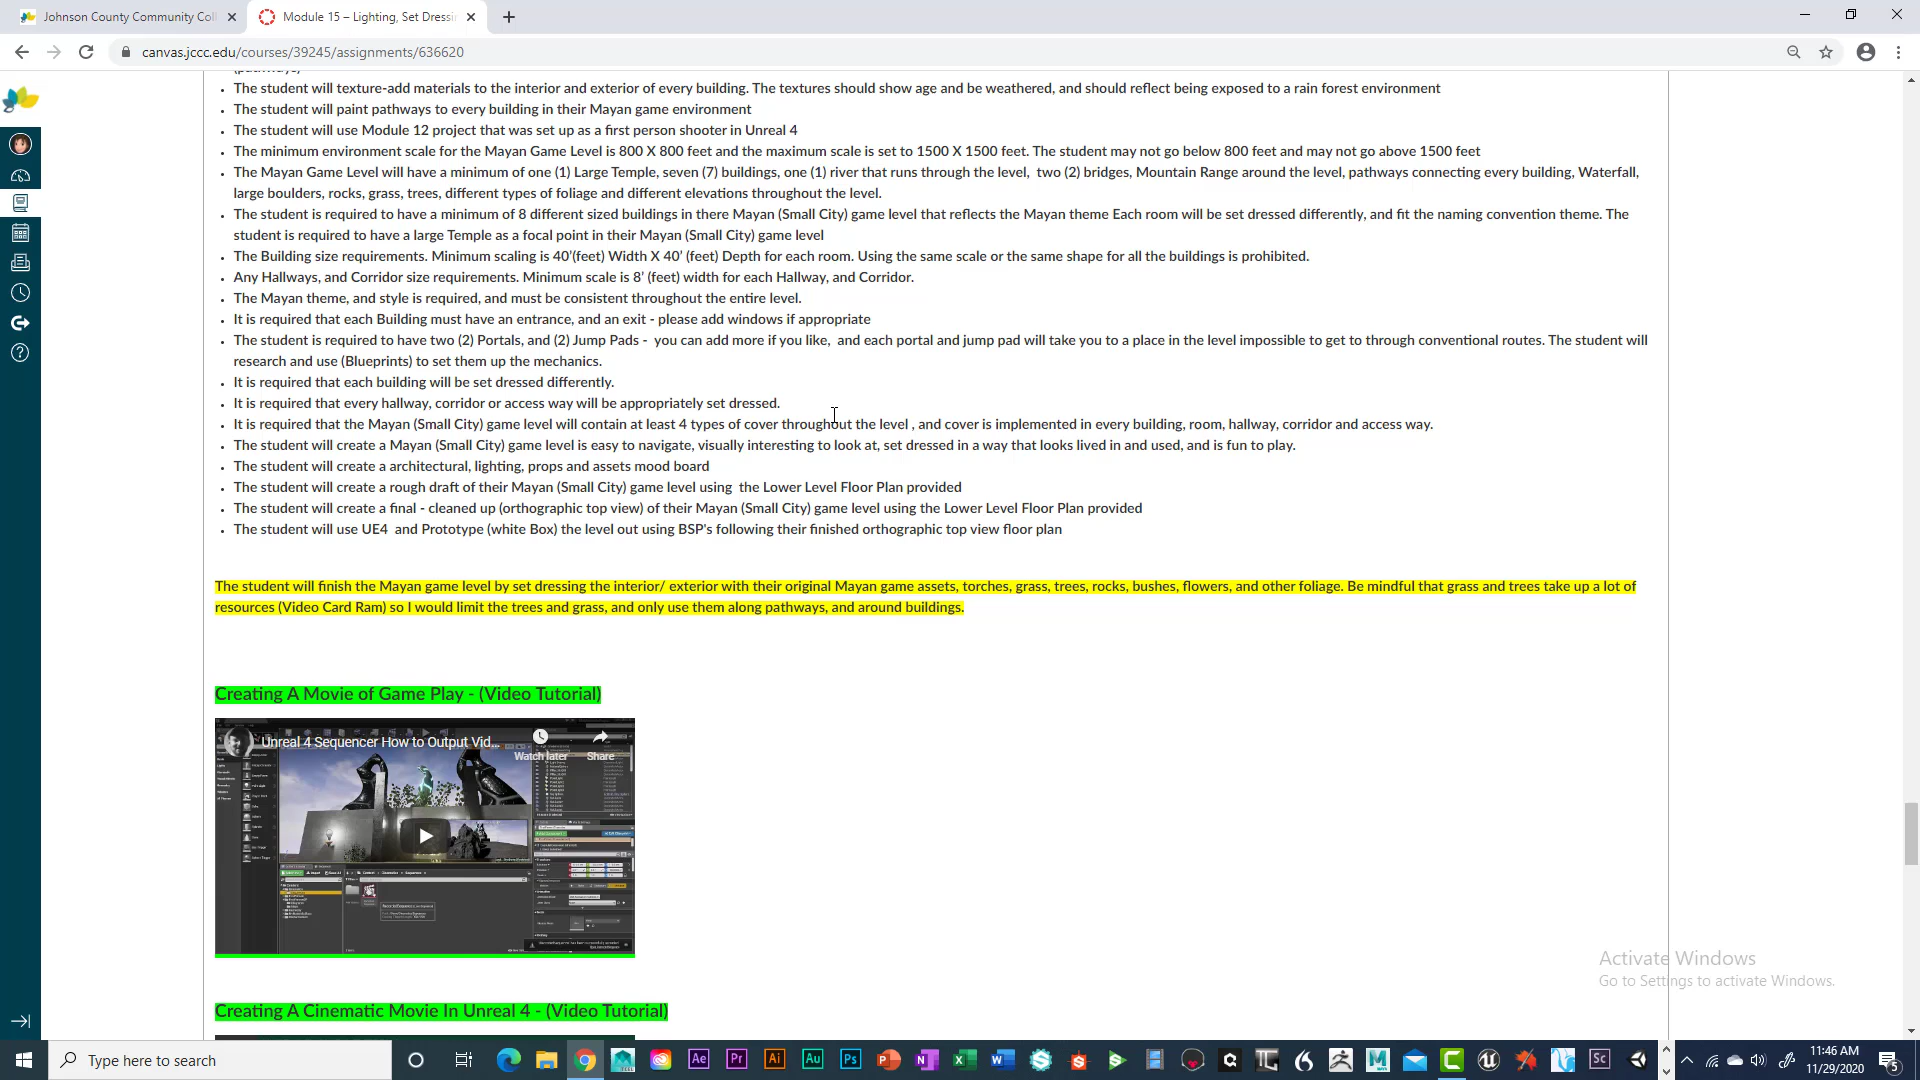 Johnson County Community Coll
Module 15 – Lighting, Set Dressin
canvas.jccc.edu/courses/39245/assignments/636620
(pathways)
The student will texture-add materials to the interior and exterior of every building. The textures should show age and be weathered, and should reflect being exposed to a rain forest environment
The student will paint pathways to every building in their Mayan game environment
The student will use Module 12 project that was set up as a first person shooter in Unreal 4
The minimum environment scale for the Mayan Game Level is 800 X 800 feet and the maximum scale is set to 1500 X 1500 feet. The student may not go below 800 feet and may not go above 1500 feet
The Mayan Game Level will have a minimum of one (1) Large Temple, seven (7) buildings, one (1) river that runs through the level,  two (2) bridges, Mountain Range around the level, pathways connecting every building, Waterfall,
large boulders, rocks, grass, trees, different types of foliage and different elevations throughout the level.
The student is required to have a minimum of 8 different sized buildings in there Mayan (Small City) game level that reflects the Mayan theme Each room will be set dressed differently, and fit the naming convention theme. The
student is required to have a large Temple as a focal point in their Mayan (Small City) game level
The Building size requirements. Minimum scaling is 40'(feet) Width X 40' (feet) Depth for each room. Using the same scale or the same shape for all the buildings is prohibited.
Any Hallways, and Corridor size requirements. Minimum scale is 8' (feet) width for each Hallway, and Corridor.
The Mayan theme, and style is required, and must be consistent throughout the entire level.
It is required that each Building must have an entrance, and an exit - please add windows if appropriate
The student is required to have two (2) Portals, and (2) Jump Pads -  you can add more if you like,  and each portal and jump pad will take you to a place in the level impossible to get to through conventional routes. The student will
research and use (Blueprints) to set them up the mechanics.
It is required that each building will be set dressed differently.
It is required that every hallway, corridor or access way will be appropriately set dressed.
It is required that the Mayan (Small City) game level will contain at least 4 types of cover throughout the level , and cover is implemented in every building, room, hallway, corridor and access way.
The student will create a Mayan (Small City) game level is easy to navigate, visually interesting to look at, set dressed in a way that looks lived in and used, and is fun to play.
The student will create a architectural, lighting, props and assets mood board
The student will create a rough draft of their Mayan (Small City) game level using  the Lower Level Floor Plan provided
The student will create a final - cleaned up (orthographic top view) of their Mayan (Small City) game level using the Lower Level Floor Plan provided
The student will use UE4  and Prototype (white Box) the level out using BSP's following their finished orthographic top view floor plan
The student will finish the Mayan game level by set dressing the interior/ exterior with their original Mayan game assets, torches, grass, trees, rocks, bushes, flowers, and other foliage. Be mindful that grass and trees take up a lot of
resources (Video Card Ram) so I would limit the trees and grass, and only use them along pathways, and around buildings.
Creating A Movie of Game Play - (Video Tutorial)
Unreal 4 Sequencer How to Output Vid...
Watch later
Share
Creating A Cinematic Movie In Unreal 4 - (Video Tutorial)
Activate Windows
Go to Settings to activate Windows.
Type here to search
11:46 AM
11/29/2020
5